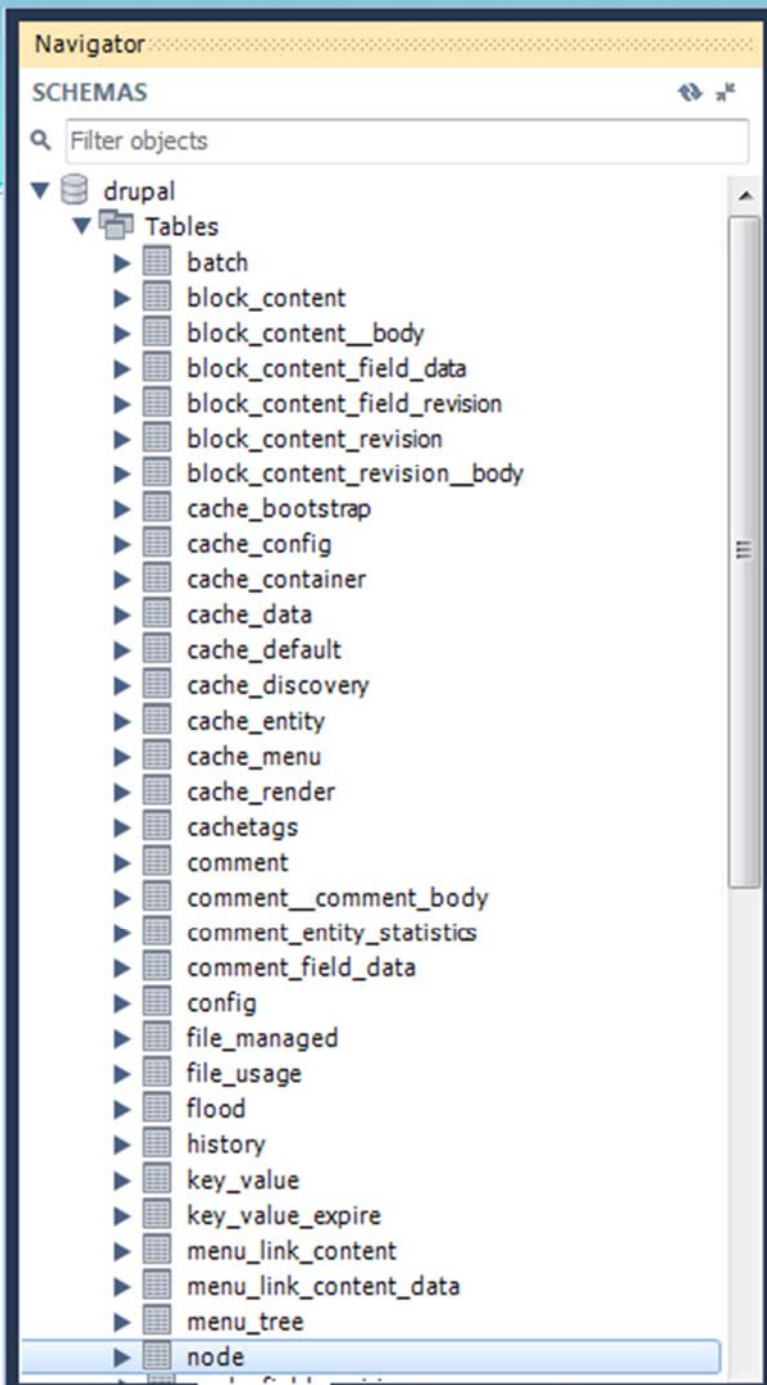 Navigator
SCHEMAS
Filter objects
drupal
Tables
batch
block_content
block_content__body
block_content_field_data
block_content_field_revision
block_content_revision
block_content_revision__body
cache_bootstrap
cache_config
cache_container
cache_data
cache_default
cache_discovery
cache_entity
cache_menu
cache_render
cachetags
comment
comment__comment_body
comment_entity_statistics
comment_field_data
config
file_managed
file_usage
flood
history
key_value
key_value_expire
menu_link_content
menu_link_content_data
menu_tree
node